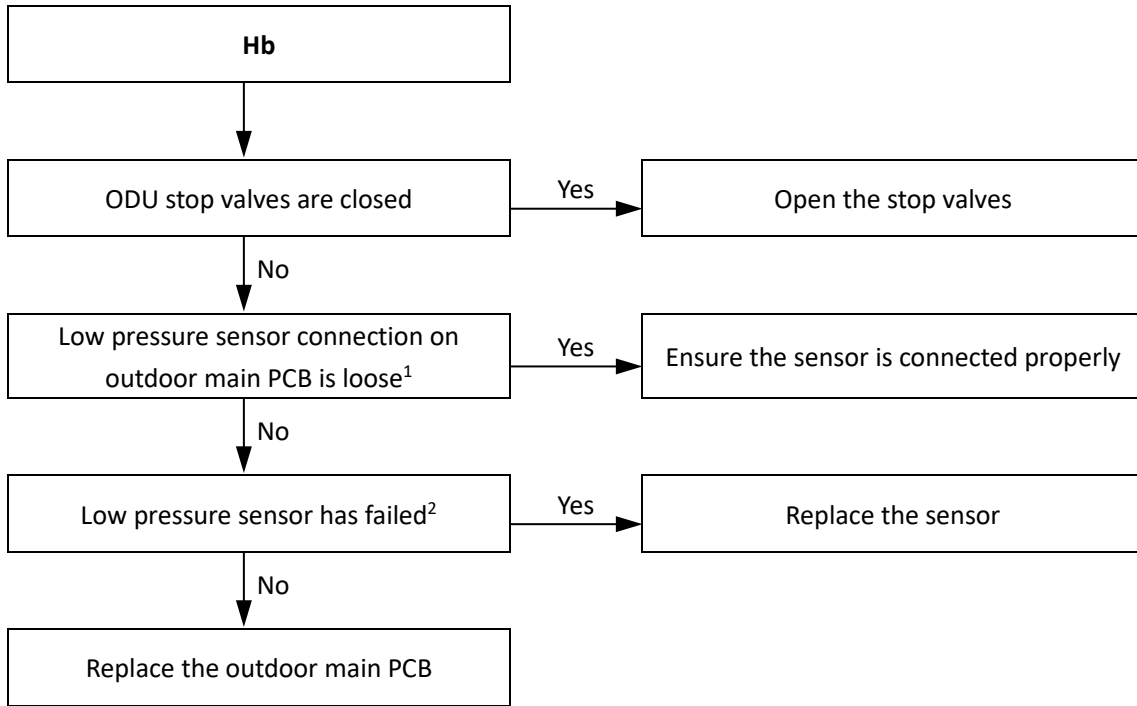 Hb
ODU stop valves are closed
Yes
Open the stop valves
No
Low pressure sensor connection on
outdoor main PCB is loose¹
Yes
Ensure the sensor is connected properly
No
Low pressure sensor has failed²
Yes
Replace the sensor
No
Replace the outdoor main PCB